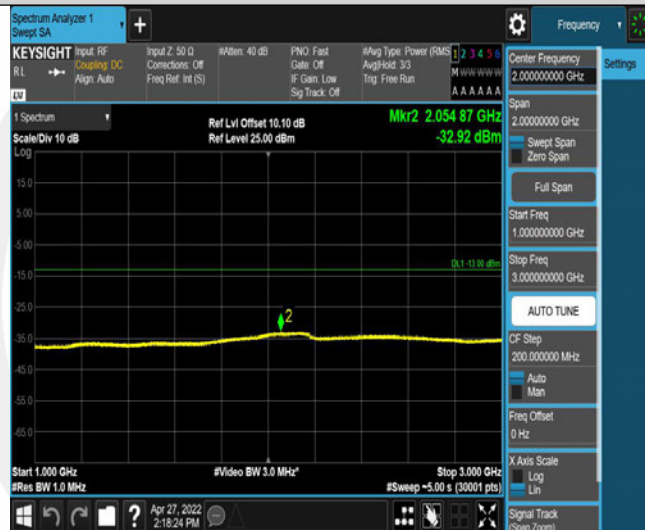 Spectrum Analyzer 1
Swept SA
Frequency
KEYSIGHT
RL
Input: RF
Coupling: DC
Align: Auto
Input Z: 50 Ω
Corrections: Off
Freq Ref: Int (S)
#Atten: 40 dB
PNO: Fast
Gate: Off
IF Gain: Low
Sig Track: Off
#Avg Type: Power (RMS
Avg|Hold: 3/3
Trig: Free Run
1 2 3 4 5 6
M W W W W W
A A A A A A
1 Spectrum
Scale/Div 10 dB
Log
Ref Lvl Offset 10.10 dB
Ref Level 25.00 dBm
Mkr2 2.054 87 GHz
-32.92 dBm
15.0
5.00
-5.00
-15.0
-25.0
-35.0
-45.0
-55.0
-65.0
DL1 -13.00 dBm
2
Start 1.000 GHz
#Res BW 1.0 MHz
#Video BW 3.0 MHz*
Stop 3.000 GHz
#Sweep ~5.00 s (30001 pts)
Apr 27, 2022
2:18:24 PM
Center Frequency
2.000000000 GHz
Settings
Span
2.00000000 GHz
Swept Span
Zero Span
Full Span
Start Freq
1.000000000 GHz
Stop Freq
3.000000000 GHz
AUTO TUNE
CF Step
200.000000 MHz
Auto
Man
Freq Offset
0 Hz
X Axis Scale
Log
Lin
Signal Track
(Span Zoom)